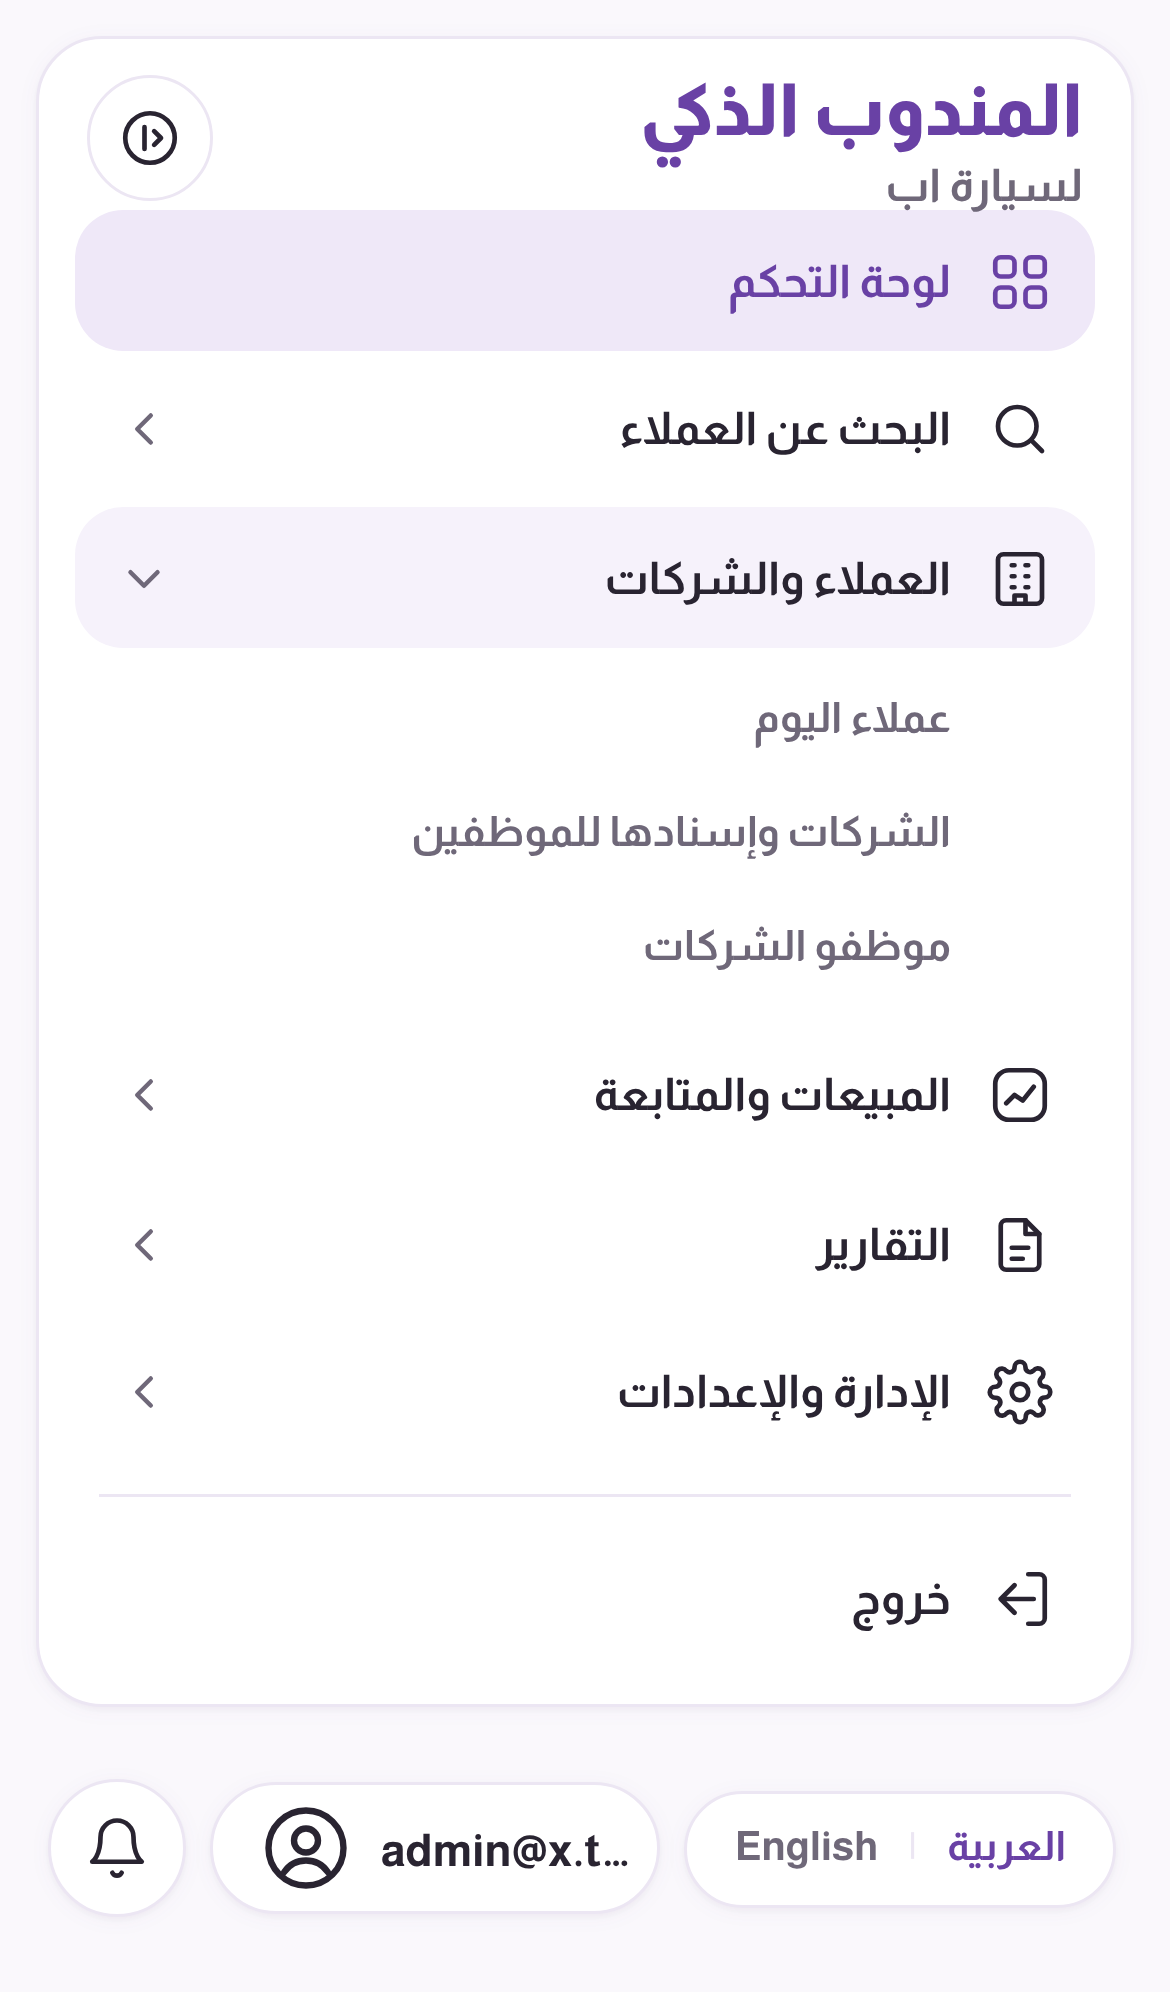 المندوب الذكي
لسيارة اب
لوحة التحكم
البحث عن العملاء
العملاء والشركات
عملاء اليوم
الشركات وإسنادها للموظفين
موظفو الشركات
المبيعات والمتابعة
التقارير
الإدارة والإعدادات
خروج
العربية | English
admin@x.t...